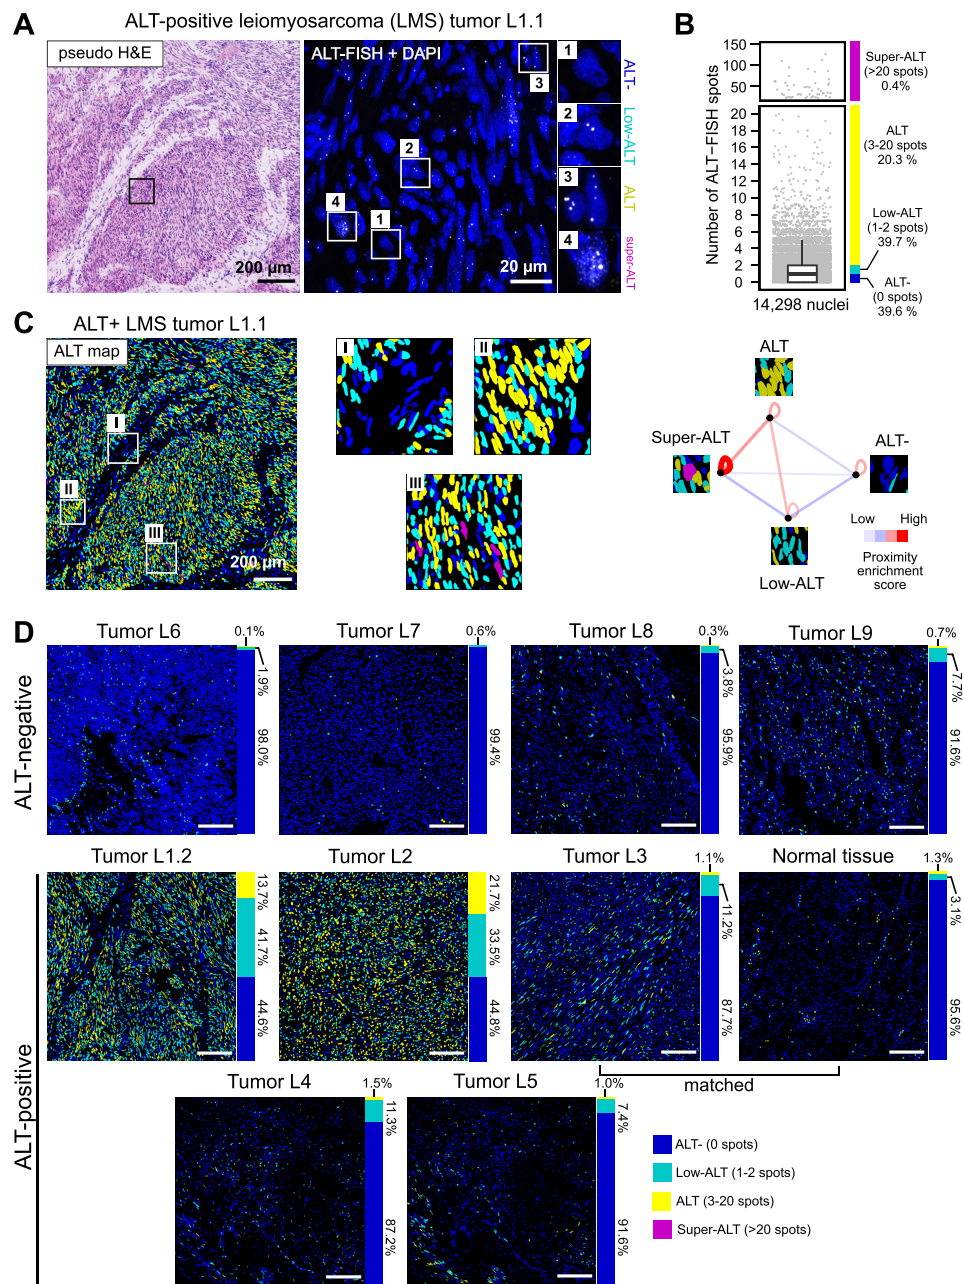 A
ALT-positive leiomyosarcoma (LMS) tumor L1.1
pseudo H&E
200 µm
ALT-FISH + DAPI
1
2
3
4
20 µm
1
2
3
4
ALT-
Low-ALT
ALT
super-ALT
B
Number of ALT−FISH spots
150
100
50
20
18
16
14
12
10
8
6
4
2
0
14,298 nuclei
Super-ALT
(>20 spots)
0.4%
ALT
(3-20 spots
20.3 %
Low-ALT
(1-2 spots)
39.7 %
ALT-
(0 spots)
39.6 %
C
ALT+ LMS tumor L1.1
ALT map
I
II
III
200 µm
I
II
III
ALT
Super-ALT
ALT-
Low-ALT
Low High
Proximity
enrichment
score
D
ALT-negative
Tumor L6
0.1%
1.9%
98.0%
Tumor L7
0.6%
99.4%
Tumor L8
0.3%
3.8%
95.9%
Tumor L9
0.7%
7.7%
91.6%
ALT-positive
Tumor L1.2
13.7%
41.7%
44.6%
Tumor L2
21.7%
33.5%
44.8%
Tumor L3
1.1%
11.2%
87.7%
Normal tissue
1.3%
3.1%
95.6%
matched
Tumor L4
1.5%
11.3%
87.2%
Tumor L5
1.0%
7.4%
91.6%
ALT- (0 spots)
Low-ALT (1-2 spots)
ALT (3-20 spots)
Super-ALT (>20 spots)